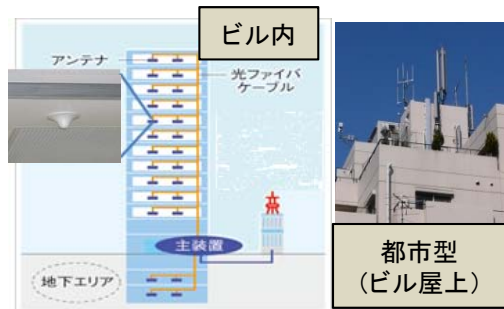 ビル内
アンテナ
光ファイバ
ケーブル
主装置
地下エリア
都市型
(ビル屋上)